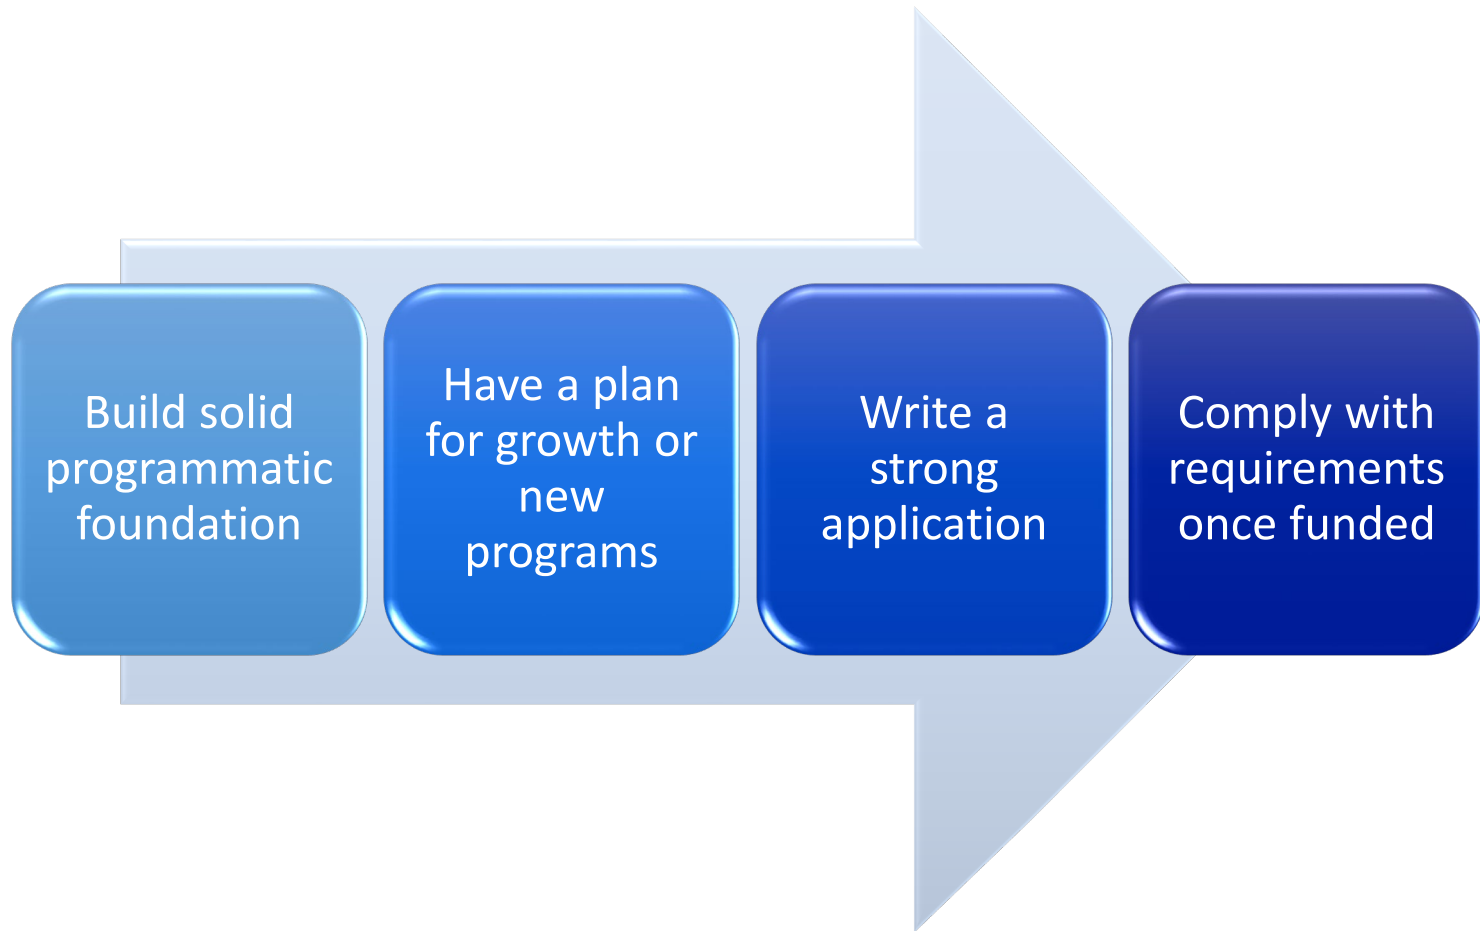 Build solid
programmatic
foundation
Have a plan
for growth or
new
programs
Write a
strong
application
Comply with
requirements
once funded